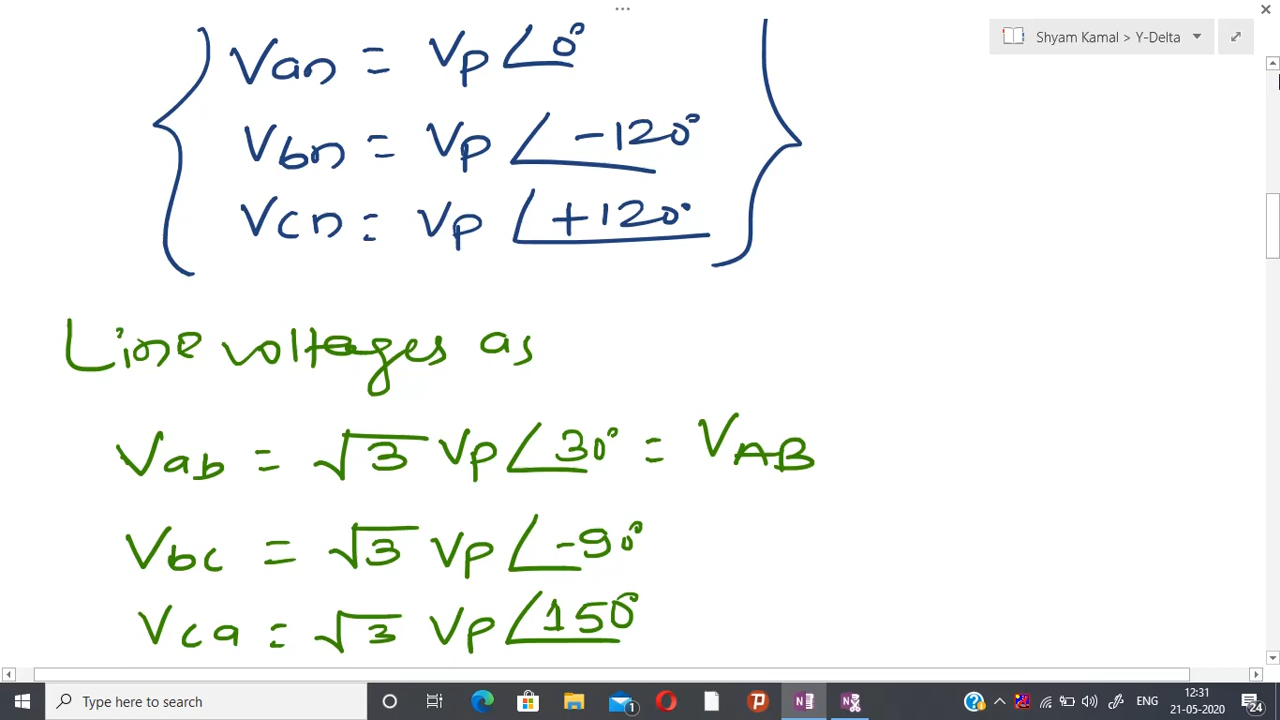 Shyam Kamal > Y-Delta
Van = Vp∠0°
Vbn = Vp∠-120°
Vcn = Vp∠+120°
Line voltages as
Vab = √3 Vp∠30° = VAB
Vbc = √3 Vp∠-90°
Vca = √3 Vp∠150°
Type here to search
1
ENG
12:31
21-05-2020
24